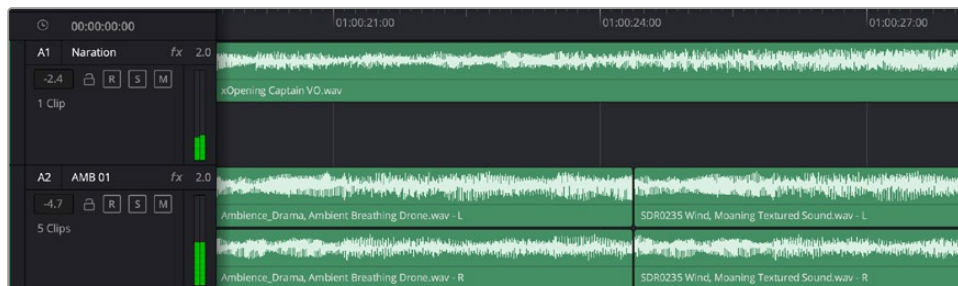 00:00:00:00 01:00:21:00 01:00:24:00 01:00:27:00
A1 Naration fx 2.0
-2.4 R S M
xOpening Captain VO.wav
1 Clip
A2 AMB 01 fx 2.0
-4.7 R S M
Ambience_Drama, Ambient Breathing Drone.wav - L SDR0235 Wind, Moaning Textured Sound.wav - L
5 Clips
Ambience_Drama, Ambient Breathing Drone.wav - R SDR0235 Wind, Moaning Textured Sound.wav - R